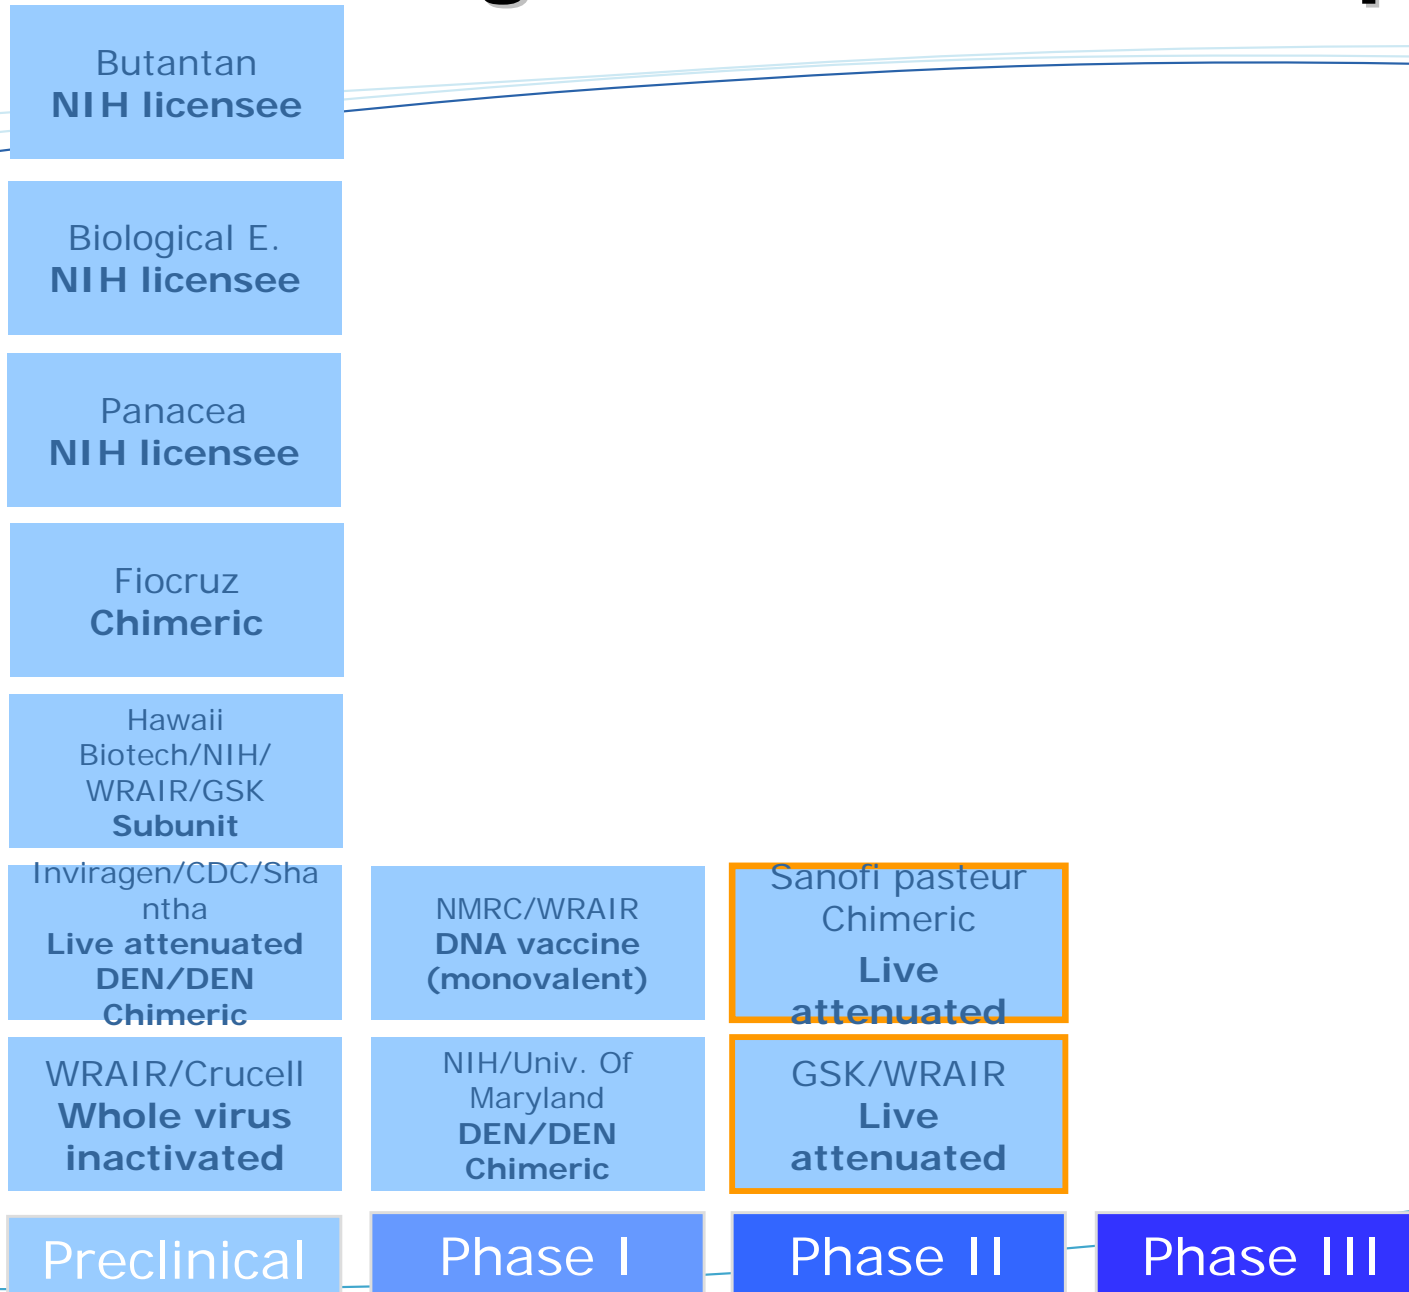 Butantan
NIH licensee
Biological E.
NIH licensee
Panacea
NIH licensee
Fiocruz
Chimeric
Hawaii
Biotech/NIH/
WRAIR/GSK
Subunit
Inviragen/CDC/Sha
ntha
Live attenuated
DEN/DEN
Chimeric
NMRC/WRAIR
DNA vaccine
(monovalent)
Sanofi pasteur
Chimeric
Live
attenuated
WRAIR/Crucell
Whole virus
inactivated
NIH/Univ. Of
Maryland
DEN/DEN
Chimeric
GSK/WRAIR
Live
attenuated
Preclinical
Phase I
Phase II
Phase III